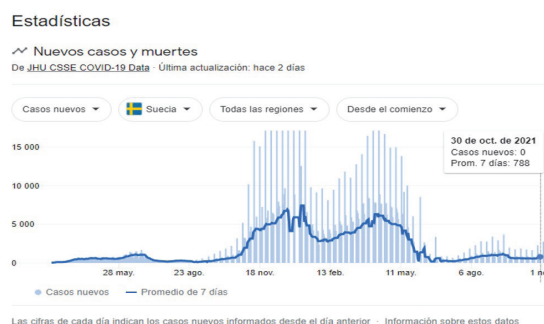 Estadísticas
Nuevos casos y muertes
De JHU CSSE COVID-19 Data · Última actualización: hace 2 días
Casos nuevos
Suecia
Todas las regiones
Desde el comienzo
30 de oct. de 2021
Casos nuevos: 0
Prom. 7 días: 788
15 000
10 000
5 000
0
28 may. 23 ago. 18 nov. 13 feb. 11 may. 6 ago. 1 no
Casos nuevos
Promedio de 7 días
Las cifras de cada día indican los casos nuevos informados desde el día anterior · Información sobre estos datos